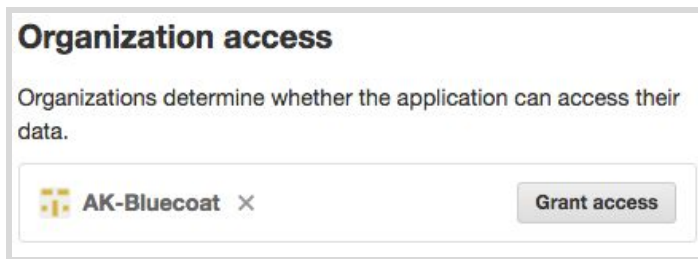 Organization access
Organizations determine whether the application can access their
data.
AK-Bluecoat ×
Grant access